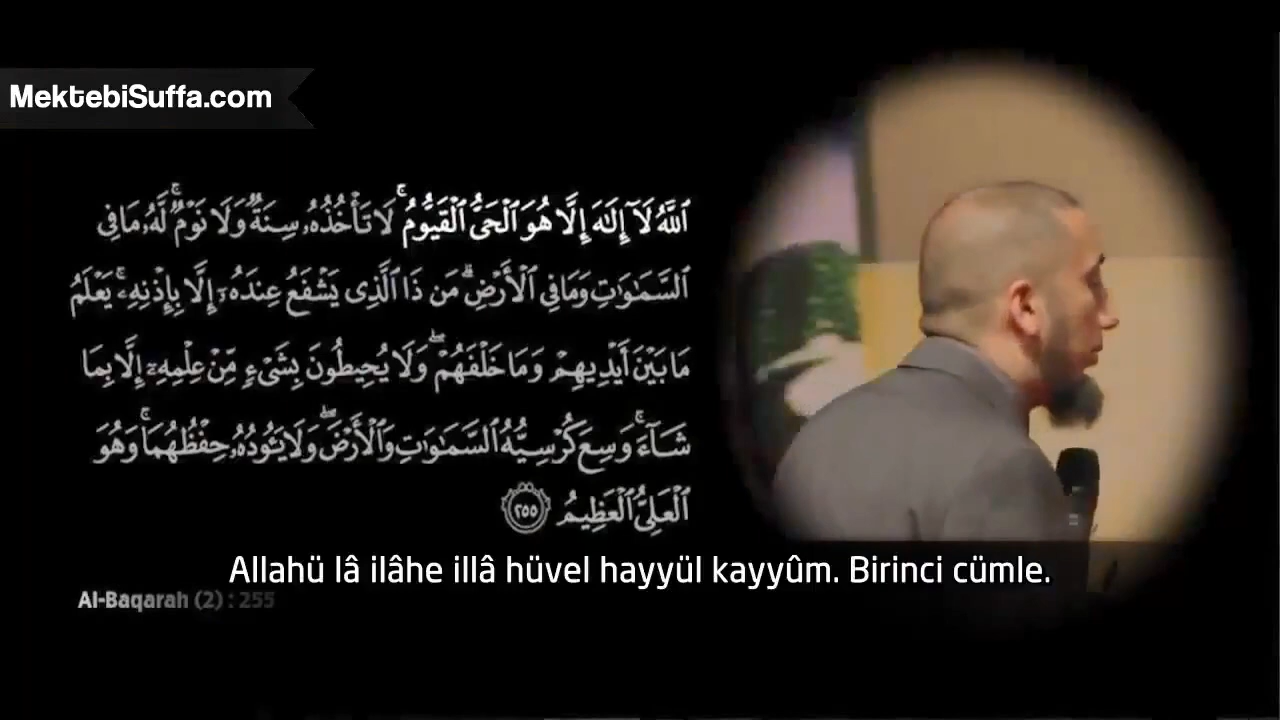 MektebiSuffa.com
ٱللَّهُ لَآ إِلَٰهَ إِلَّا هُوَ ٱلْحَىُّ ٱلْقَيُّومُ ۚ لَا تَأْخُذُهُۥ سِنَةٌ وَلَا نَوْمٌ ۚ لَّهُۥ مَا فِى
ٱلسَّمَٰوَٰتِ وَمَا فِى ٱلْأَرْضِ ۗ مَن ذَا ٱلَّذِى يَشْفَعُ عِندَهُۥٓ إِلَّا بِإِذْنِهِۦ ۚ يَعْلَمُ
مَا بَيْنَ أَيْدِيهِمْ وَمَا خَلْفَهُمْ ۖ وَلَا يُحِيطُونَ بِشَىْءٍ مِّنْ عِلْمِهِۦٓ إِلَّا بِمَا
شَآءَ ۚ وَسِعَ كُرْسِيُّهُ ٱلسَّمَٰوَٰتِ وَٱلْأَرْضَ ۖ وَلَا يَـُٔودُهُۥ حِفْظُهُمَا ۚ وَهُوَ
ٱلْعَلِىُّ ٱلْعَظِيمُ ٢٥٥
Allahü lâ ilâhe illâ hüvel hayyül kayyûm. Birinci cümle.
Al-Baqarah (2) : 255